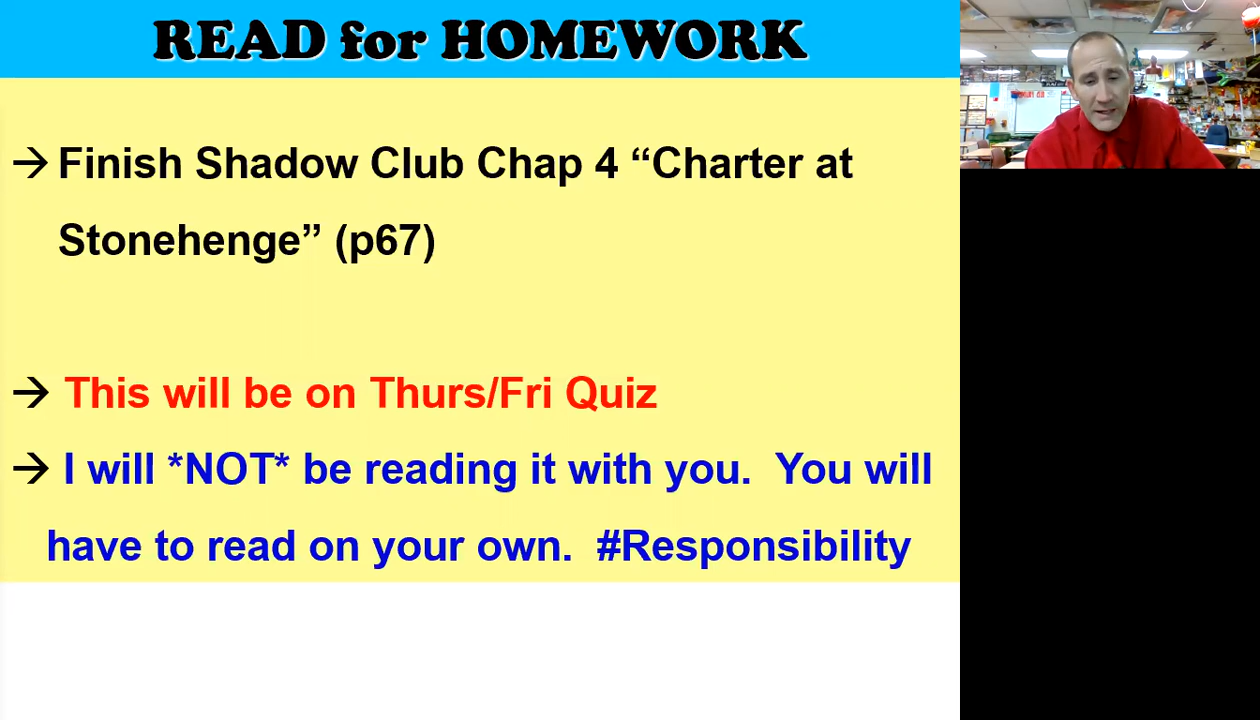 READ for HOMEWORK
→ Finish Shadow Club Chap 4 “Charter at
Stonehenge” (p67)
→ This will be on Thurs/Fri Quiz
→ I will *NOT* be reading it with you. You will
have to read on your own. #Responsibility